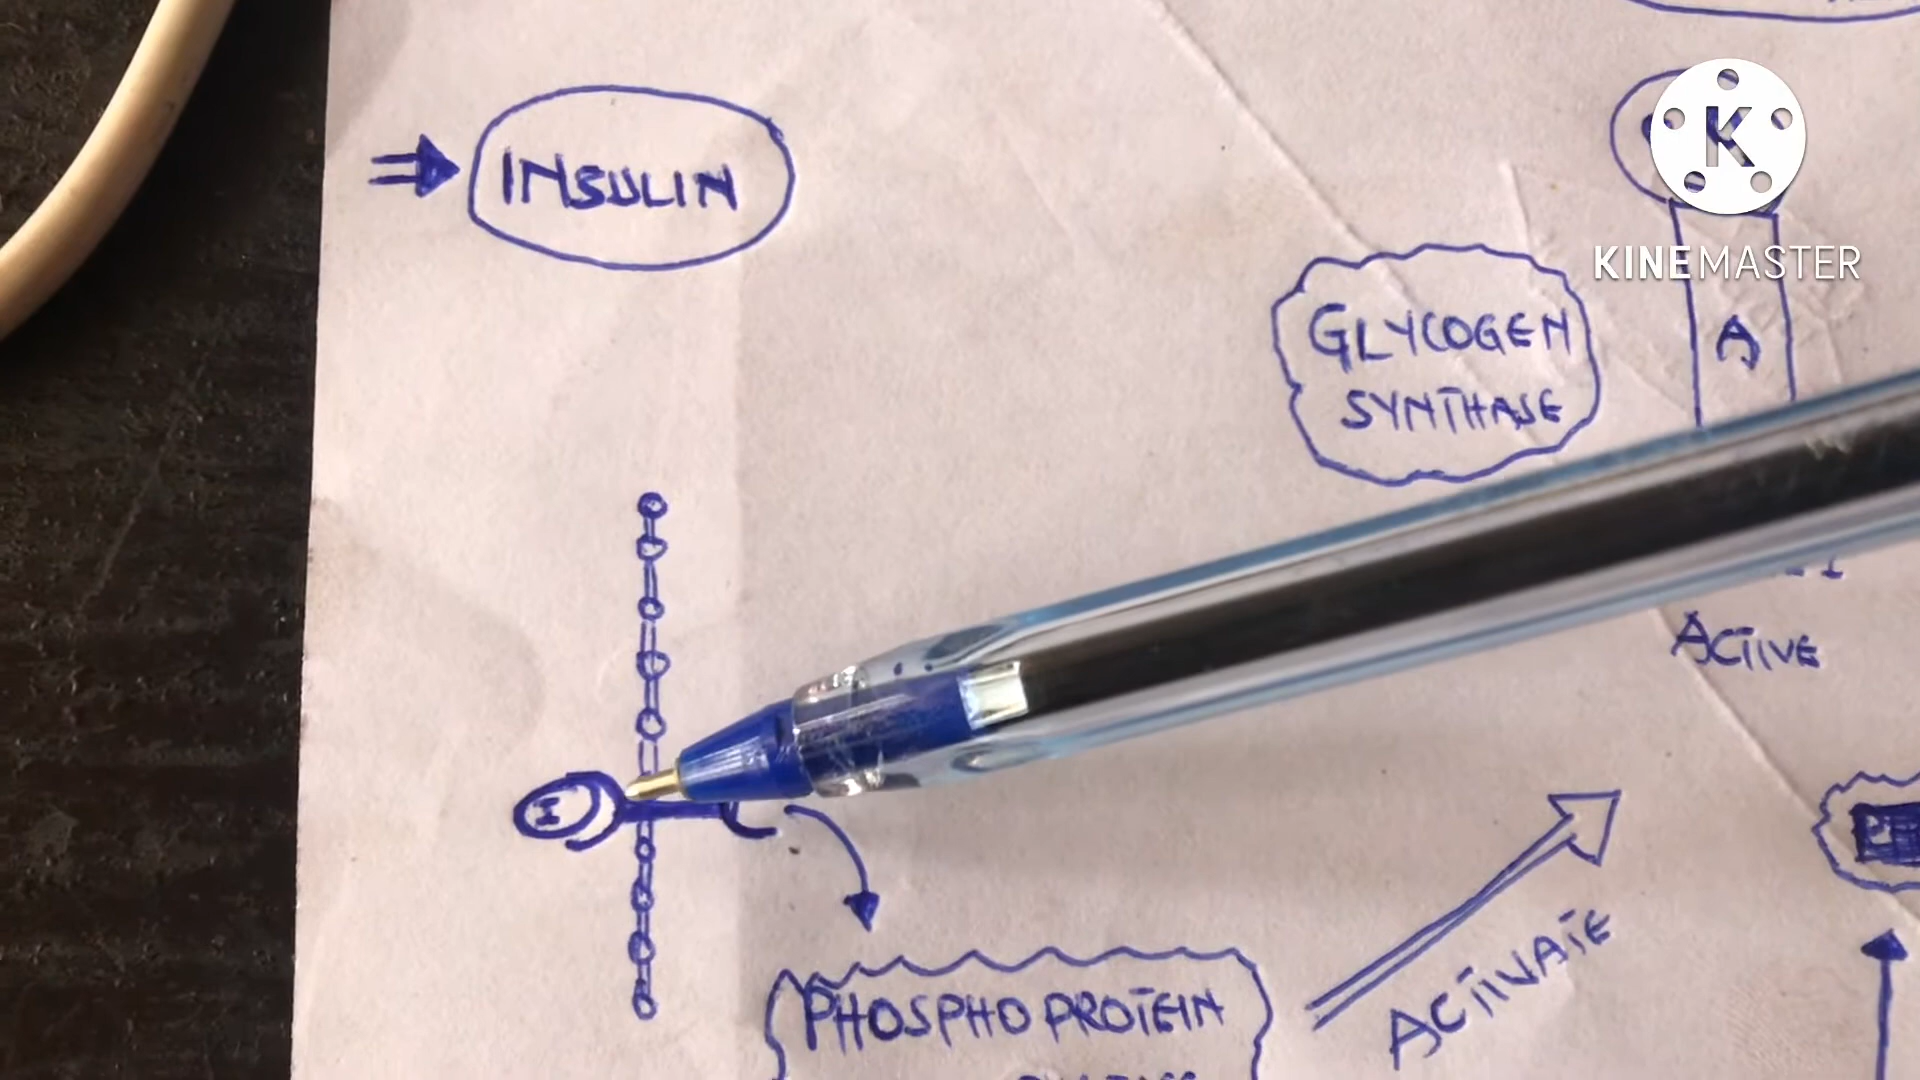 INSULIN
K
KINEMASTER
GLYCOGEN
SYNTHASE
A
ACTIVE
I
ACTIVATE
PHOSPHO PROTEIN